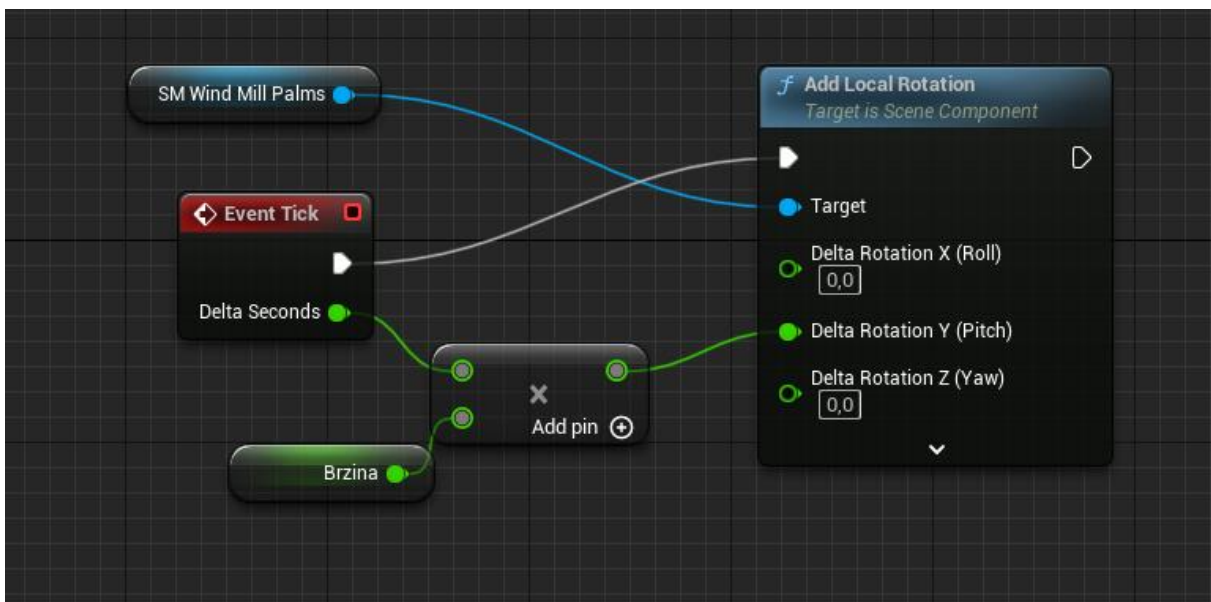 SM Wind Mill Palms
Event Tick
Delta Seconds
Brzina
×
Add pin
f Add Local Rotation
Target is Scene Component
Target
Delta Rotation X (Roll)
0,0
Delta Rotation Y (Pitch)
Delta Rotation Z (Yaw)
0,0